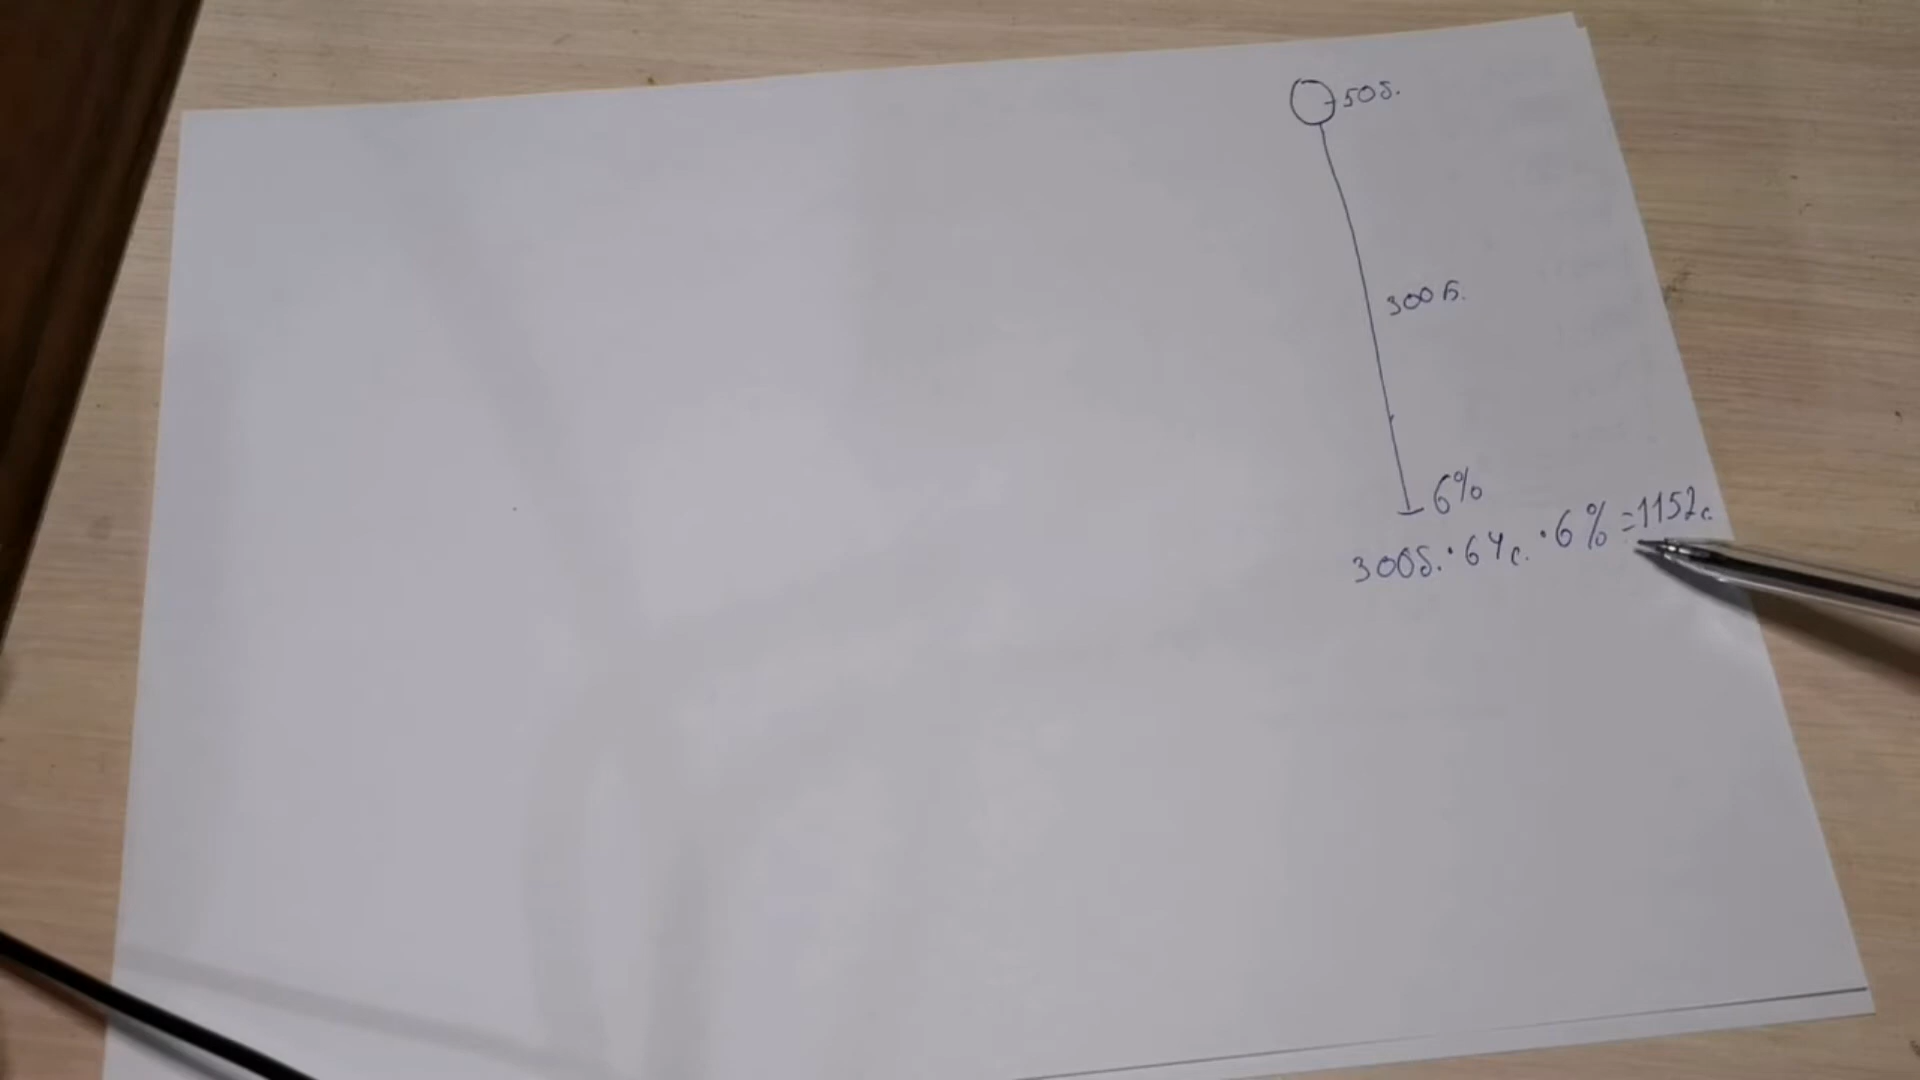 50б.
300б.
6%
300б. · 64с. · 6% = 1152с